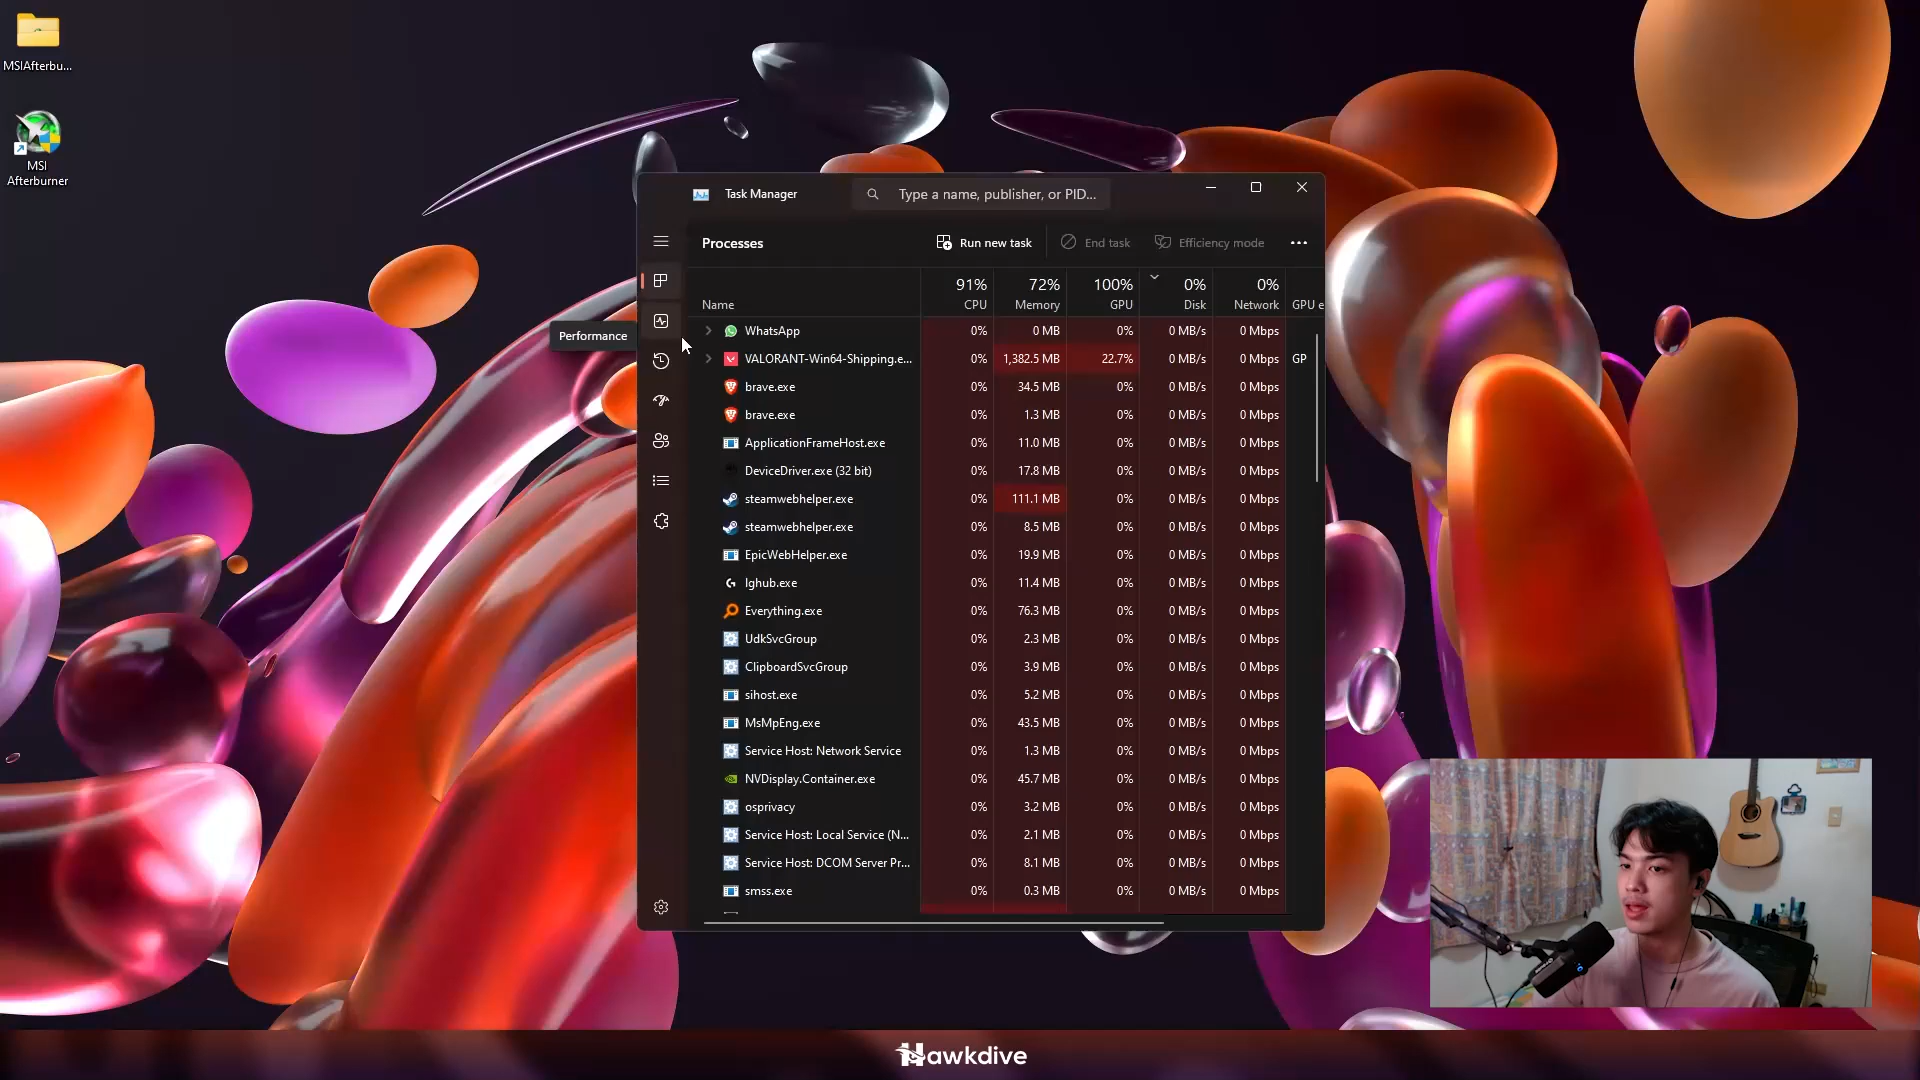 MSIAfterbu...
MSI
Afterburner
Task Manager
Type a name, publisher, or PID...
Processes
Run new task
End task
Efficiency mode
91% 72% 100% 0% 0%
Name CPU Memory GPU Disk Network GPU e
WhatsApp 0% 0 MB 0% 0 MB/s 0 Mbps
Performance
VALORANT-Win64-Shipping.e... 0% 1,382.5 MB 22.7% 0 MB/s 0 Mbps GP
brave.exe 0% 34.5 MB 0% 0 MB/s 0 Mbps
brave.exe 0% 1.3 MB 0% 0 MB/s 0 Mbps
ApplicationFrameHost.exe 0% 11.0 MB 0% 0 MB/s 0 Mbps
DeviceDriver.exe (32 bit) 0% 17.8 MB 0% 0 MB/s 0 Mbps
steamwebhelper.exe 0% 111.1 MB 0% 0 MB/s 0 Mbps
steamwebhelper.exe 0% 8.5 MB 0% 0 MB/s 0 Mbps
EpicWebHelper.exe 0% 19.9 MB 0% 0 MB/s 0 Mbps
lghub.exe 0% 11.4 MB 0% 0 MB/s 0 Mbps
Everything.exe 0% 76.3 MB 0% 0 MB/s 0 Mbps
UdkSvcGroup 0% 2.3 MB 0% 0 MB/s 0 Mbps
ClipboardSvcGroup 0% 3.9 MB 0% 0 MB/s 0 Mbps
sihost.exe 0% 5.2 MB 0% 0 MB/s 0 Mbps
MsMpEng.exe 0% 43.5 MB 0% 0 MB/s 0 Mbps
Service Host: Network Service 0% 1.3 MB 0% 0 MB/s 0 Mbps
NVDisplay.Container.exe 0% 45.7 MB 0% 0 MB/s 0 Mbps
osprivacy 0% 3.2 MB 0% 0 MB/s 0 Mbps
Service Host: Local Service (N... 0% 2.1 MB 0% 0 MB/s 0 Mbps
Service Host: DCOM Server Pr... 0% 8.1 MB 0% 0 MB/s 0 Mbps
smss.exe 0% 0.3 MB 0% 0 MB/s 0 Mbps
Hawkdive